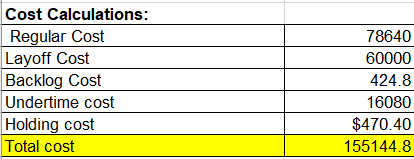 Cost Calculations:
Regular Cost 78640
Layoff Cost 60000
Backlog Cost 424.8
Undertime cost 16080
Holding cost $470.40
Total cost 155144.8